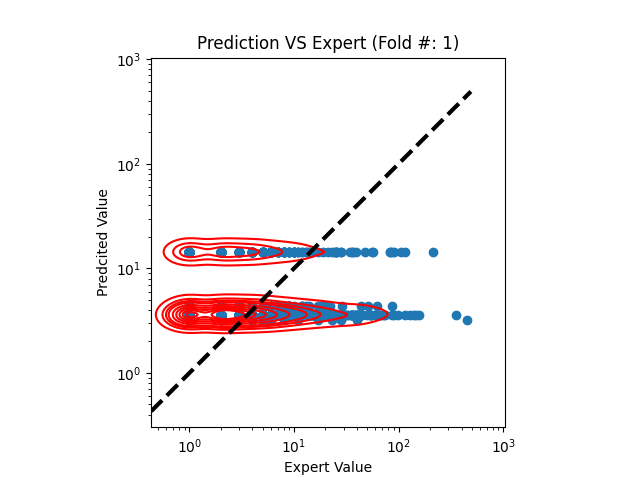 Prediction VS Expert (Fold #: 1)
10³
10²
10¹
10⁰
Predcited Value
10⁰ 10¹ 10² 10³
Expert Value